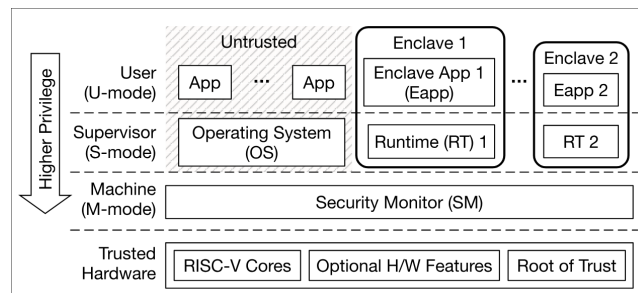 Higher Privilege
Untrusted
Enclave 1
Enclave 2
User
(U-mode)
App
...
App
Enclave App 1
(Eapp)
...
Eapp 2
Supervisor
(S-mode)
Operating System
(OS)
Runtime (RT) 1
RT 2
Machine
(M-mode)
Security Monitor (SM)
Trusted
Hardware
RISC-V Cores
Optional H/W Features
Root of Trust